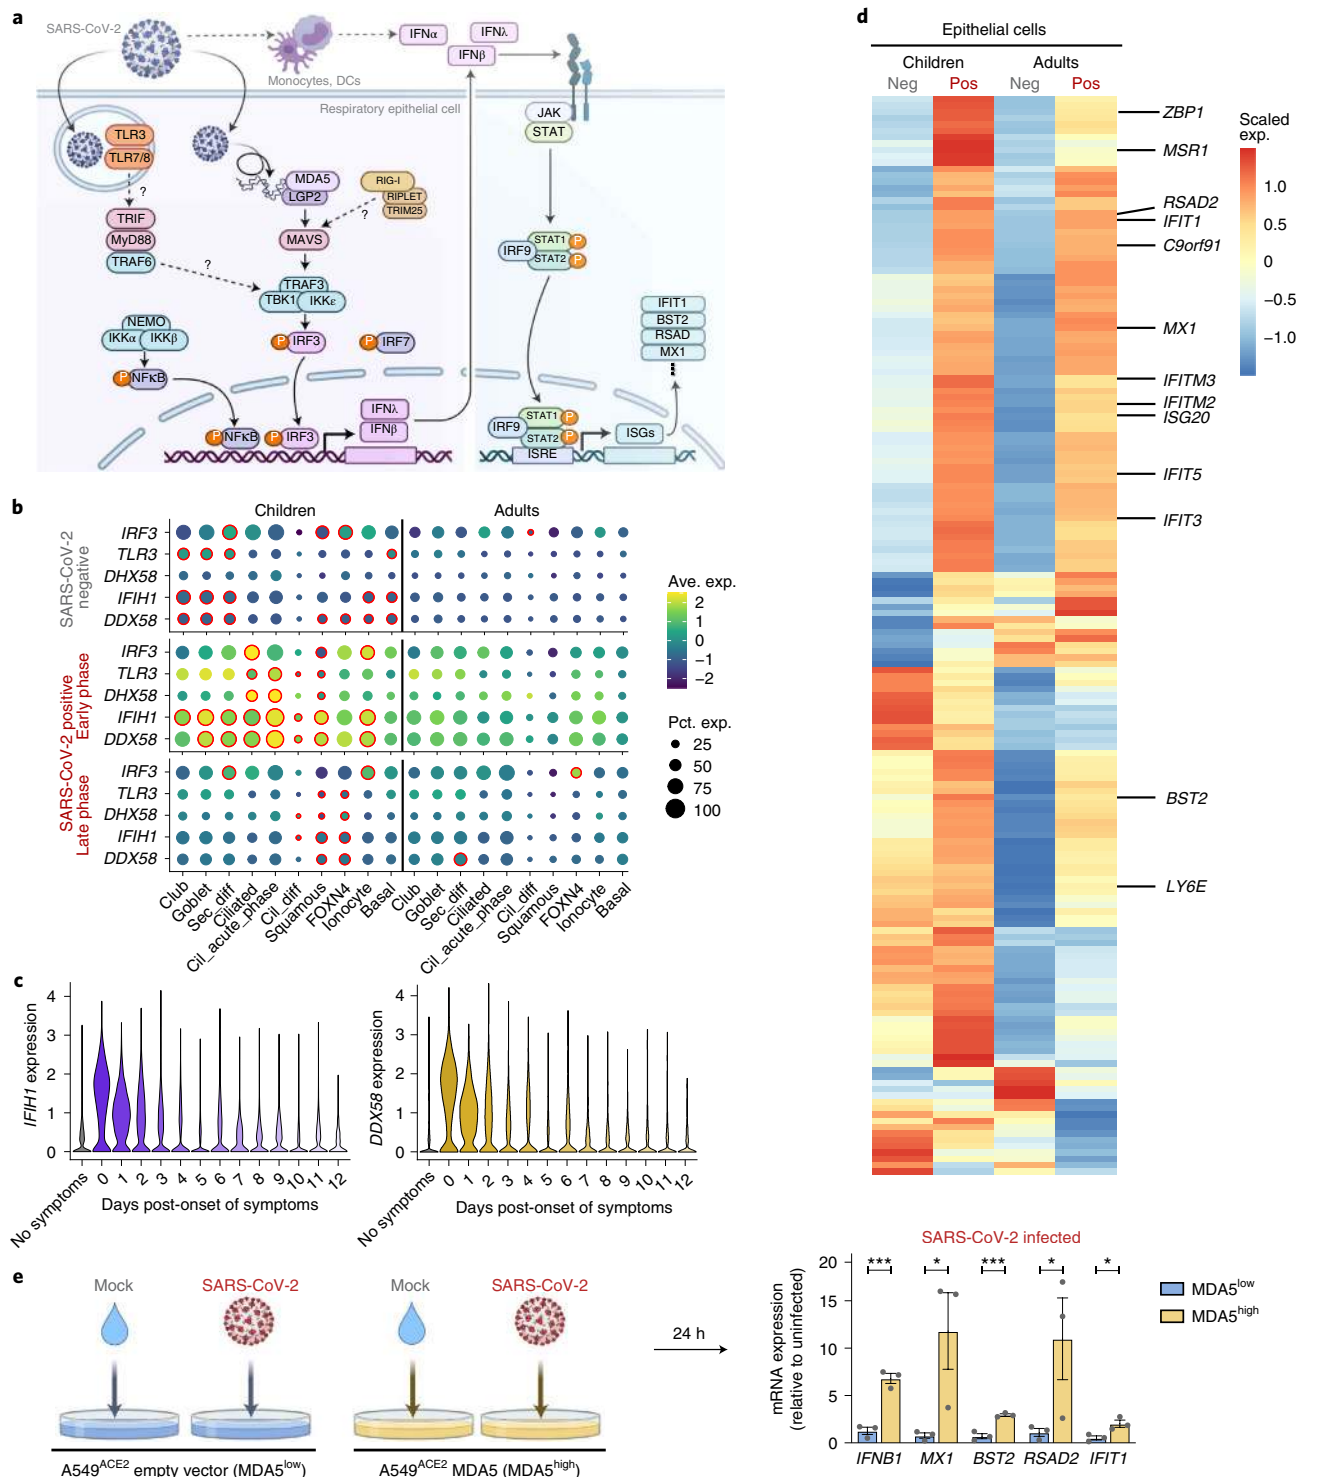 a
SARS-CoV-2
Monocytes, DCs
IFNα
IFNλ
IFNβ
Respiratory epithelial cell
TLR3
TLR7/8
?
TRIF
MyD88
TRAF6
?
MDA5
LGP2
RIG-I
RIPLET
TRIM25
?
MAVS
TRAF3
TBK1
IKKε
NEMO
IKKα
IKKβ
P
NFκB
P
IRF3
P
IRF7
P
NFκB
P
IRF3
IFNλ
IFNβ
JAK
STAT
IRF9
STAT1
P
STAT2
P
IRF9
STAT1
P
STAT2
P
ISRE
ISGs
IFIT1
BST2
RSAD
MX1
b
Children
Adults
SARS-CoV-2
negative
IRF3
TLR3
DHX58
IFIH1
DDX58
SARS-CoV-2 positive
Early phase
IRF3
TLR3
DHX58
IFIH1
DDX58
Late phase
IRF3
TLR3
DHX58
IFIH1
DDX58
Club
Goblet
Sec_diff
Ciliated
Cil_acute_phase
Cil_diff
Squamous
FOXN4
Ionocyte
Basal
Club
Goblet
Sec_diff
Ciliated
Cil_acute_phase
Cil_diff
Squamous
FOXN4
Ionocyte
Basal
Ave. exp.
2
1
0
−1
−2
Pct. exp.
25
50
75
100
c
IFIH1 expression
4
3
2
1
0
No symptoms 0 1 2 3 4 5 6 7 8 9 10 11 12
Days post-onset of symptoms
DDX58 expression
4
3
2
1
0
No symptoms 0 1 2 3 4 5 6 7 8 9 10 11 12
Days post-onset of symptoms
d
Epithelial cells
Children Adults
Neg Pos Neg Pos
ZBP1
MSR1
RSAD2
IFIT1
C9orf91
MX1
IFITM3
IFITM2
ISG20
IFIT5
IFIT3
BST2
LY6E
Scaled
exp.
1.0
0.5
0
−0.5
−1.0
e
Mock
SARS-CoV-2
Mock
SARS-CoV-2
A549ACE2 empty vector (MDA5low)
A549ACE2 MDA5 (MDA5high)
24 h
SARS-CoV-2 infected
mRNA expression
(relative to uninfected)
20
15
10
5
0
*** * *** * *
IFNB1 MX1 BST2 RSAD2 IFIT1
MDA5low
MDA5high